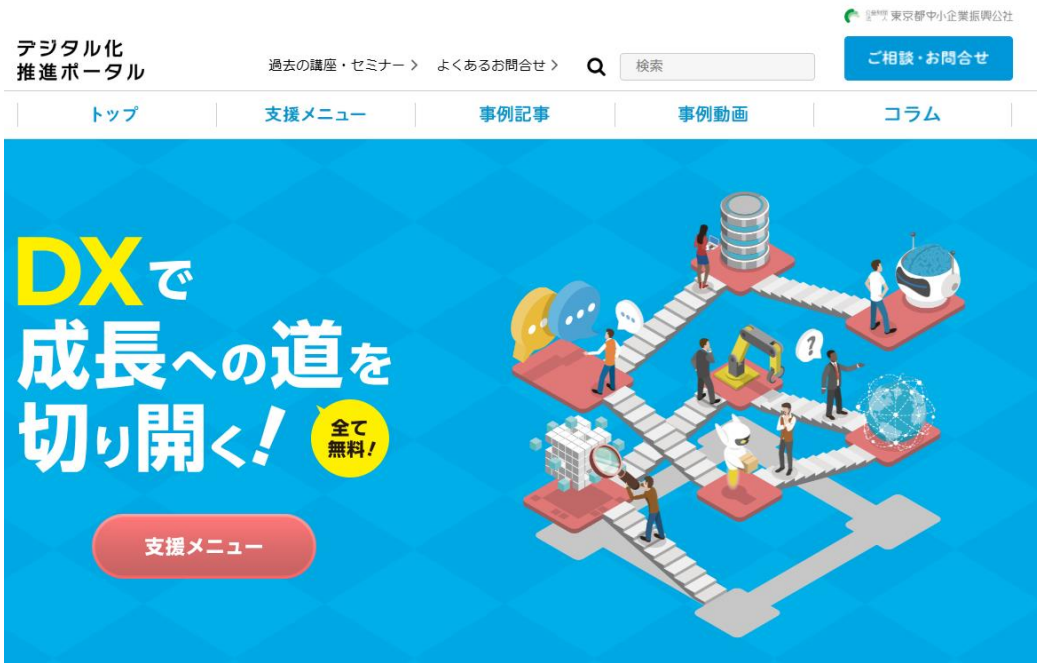 東京都中小企業振興公社
デジタル化
推進ポータル
過去の講座・セミナー
よくあるお問合せ
検索
ご相談・お問合せ
トップ
支援メニュー
事例記事
事例動画
コラム
DXで
成長への道を
切り開く!
全て
無料!
?
支援メニュー